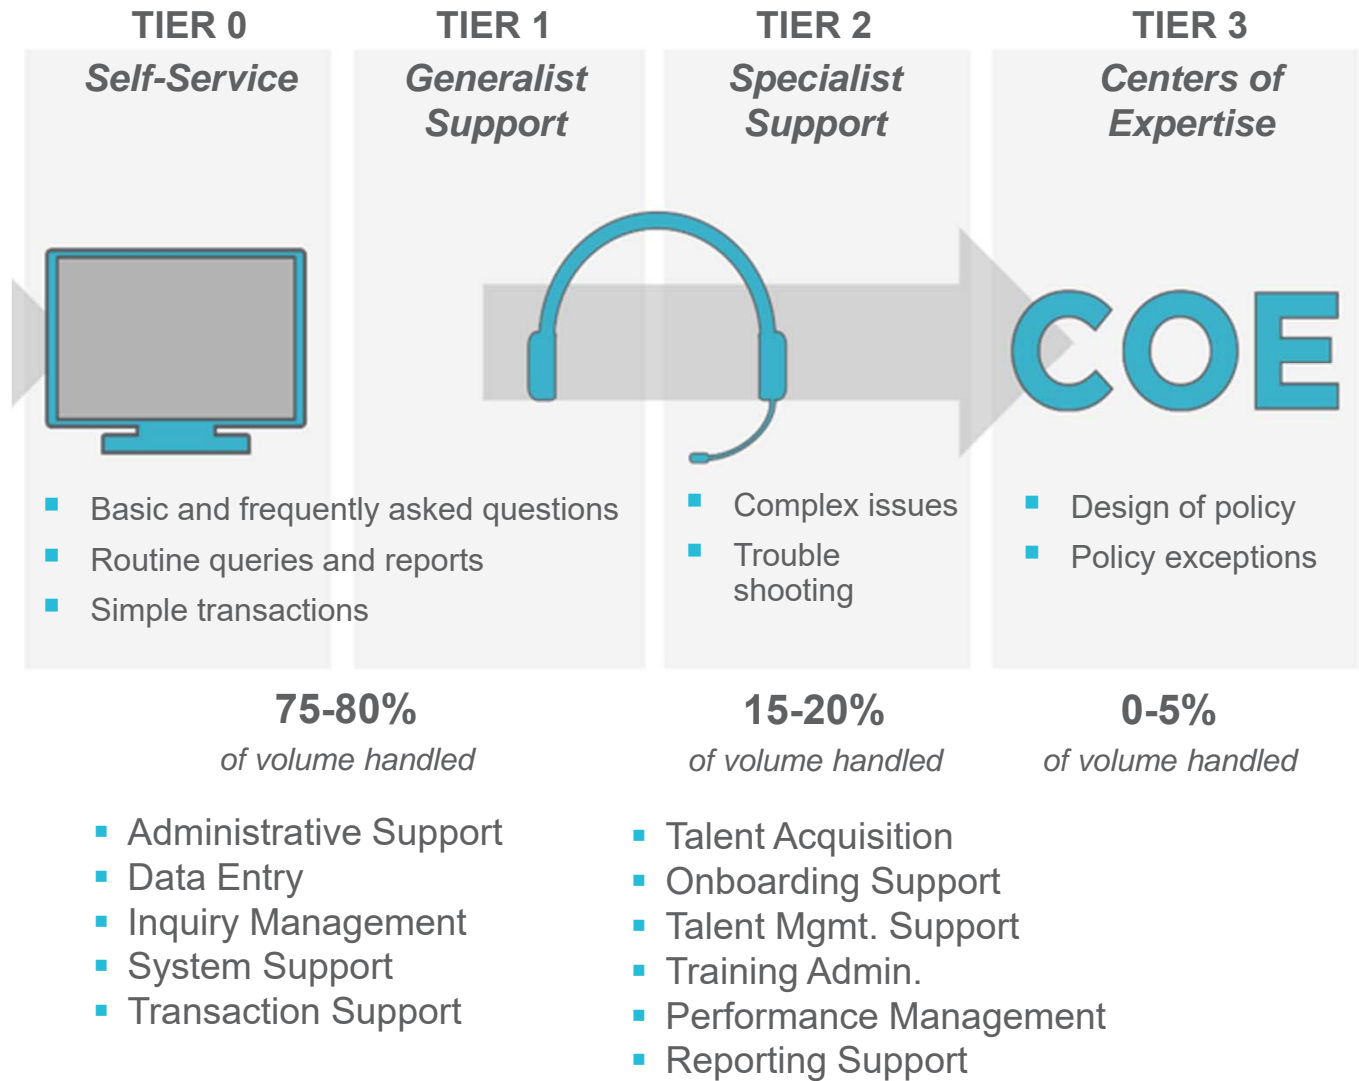 TIER 0
TIER 1
TIER 2
TIER 3
Self-Service
Generalist
Support
Specialist
Support
Centers of
Expertise
COE
Basic and frequently asked questions
Routine queries and reports
Simple transactions
Complex issues
Trouble
shooting
Design of policy
Policy exceptions
75-80%
of volume handled
15-20%
of volume handled
0-5%
of volume handled
Administrative Support
Data Entry
Inquiry Management
System Support
Transaction Support
Talent Acquisition
Onboarding Support
Talent Mgmt. Support
Training Admin.
Performance Management
Reporting Support